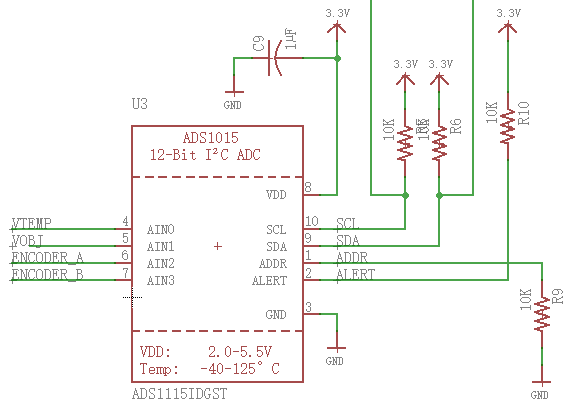 3.3V
3.3V
C9
1µF
3.3V
3.3V
GND
U3
10K
10K
R6
10K
R10
ADS1015
12-Bit I²C ADC
VDD
8
VTEMP
4
AIN0
SCL
10
SCL
VOBJ
5
AIN1
SDA
9
SDA
ENCODER_A
6
AIN2
ADDR
1
ADDR
ENCODER_B
7
AIN3
ALERT
2
ALERT
10K
R9
GND
3
GND
VDD: 2.0-5.5V
Temp: -40-125° C
GND
ADS1115IDGST